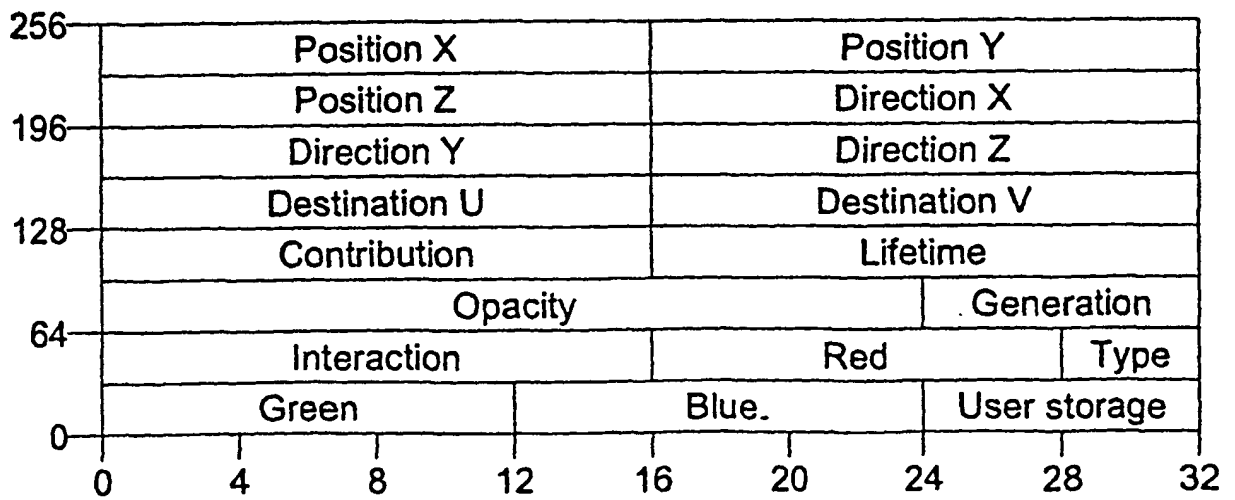 256
Position X Position Y
Position Z Direction X
196
Direction Y Direction Z
Destination U Destination V
128
Contribution Lifetime
Opacity Generation
64
Interaction Red Type
Green Blue User storage
0
0 4 8 12 16 20 24 28 32